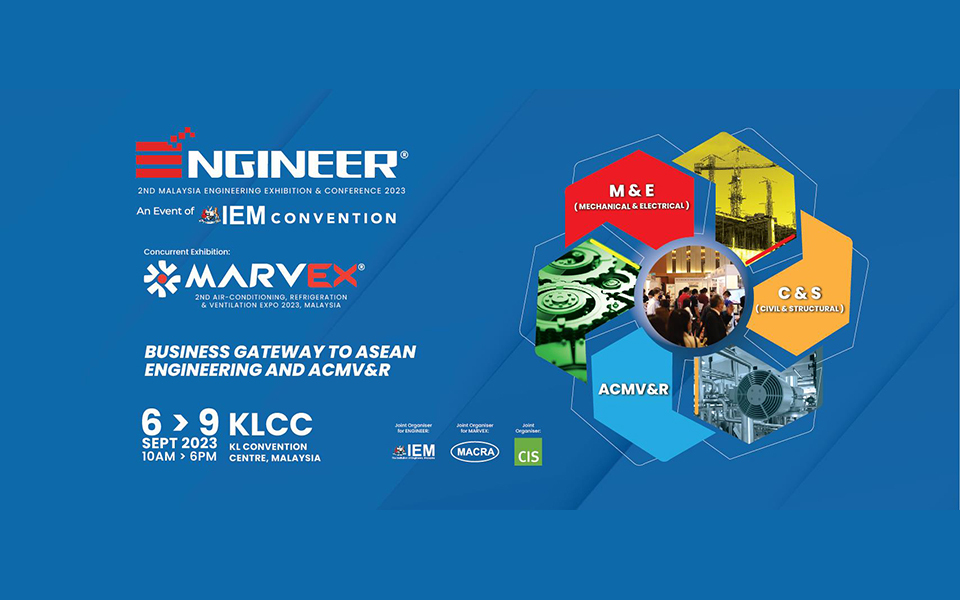 ENGINEER®
2ND MALAYSIA ENGINEERING EXHIBITION & CONFERENCE 2023
An Event of IEM CONVENTION
Concurrent Exhibition:
MARVEX®
2ND AIR-CONDITIONING, REFRIGERATION
& VENTILATION EXPO 2023, MALAYSIA
BUSINESS GATEWAY TO ASEAN
ENGINEERING AND ACMV&R
6 > 9 KLCC
SEPT 2023 KL CONVENTION
10AM > 6PM CENTRE, MALAYSIA
Joint Organiser
for ENGINEER:
IEM
Joint Organiser
for MARVEX:
MACRA
Joint
Organiser:
CIS
M & E
(MECHANICAL & ELECTRICAL)
C & S
(CIVIL & STRUCTURAL)
ACMV&R